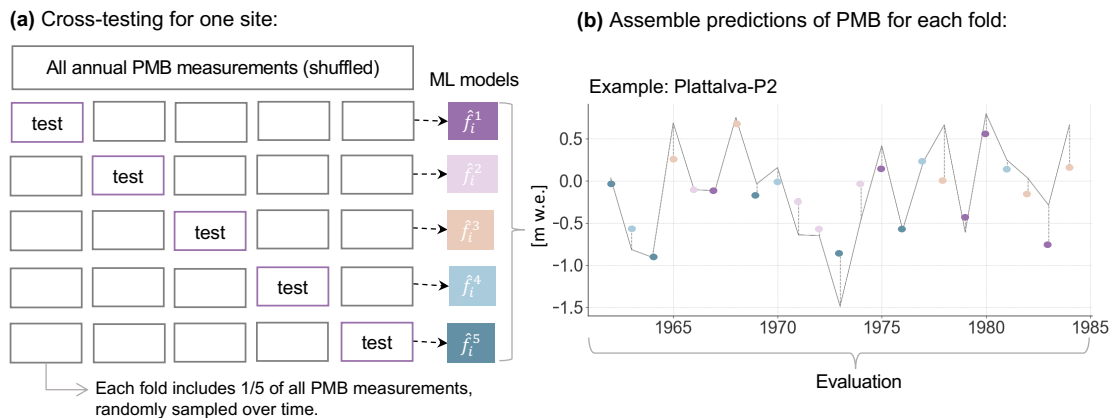 (a) Cross-testing for one site:
All annual PMB measurements (shuffled)
ML models
test
f̂ᵢ¹
test
f̂ᵢ²
test
f̂ᵢ³
test
f̂ᵢ⁴
test
f̂ᵢ⁵
Each fold includes 1/5 of all PMB measurements,
randomly sampled over time.
(b) Assemble predictions of PMB for each fold:
Example: Plattalva-P2
[m w.e.]
0.5
0.0
−0.5
−1.0
−1.5
1965 1970 1975 1980 1985
Evaluation